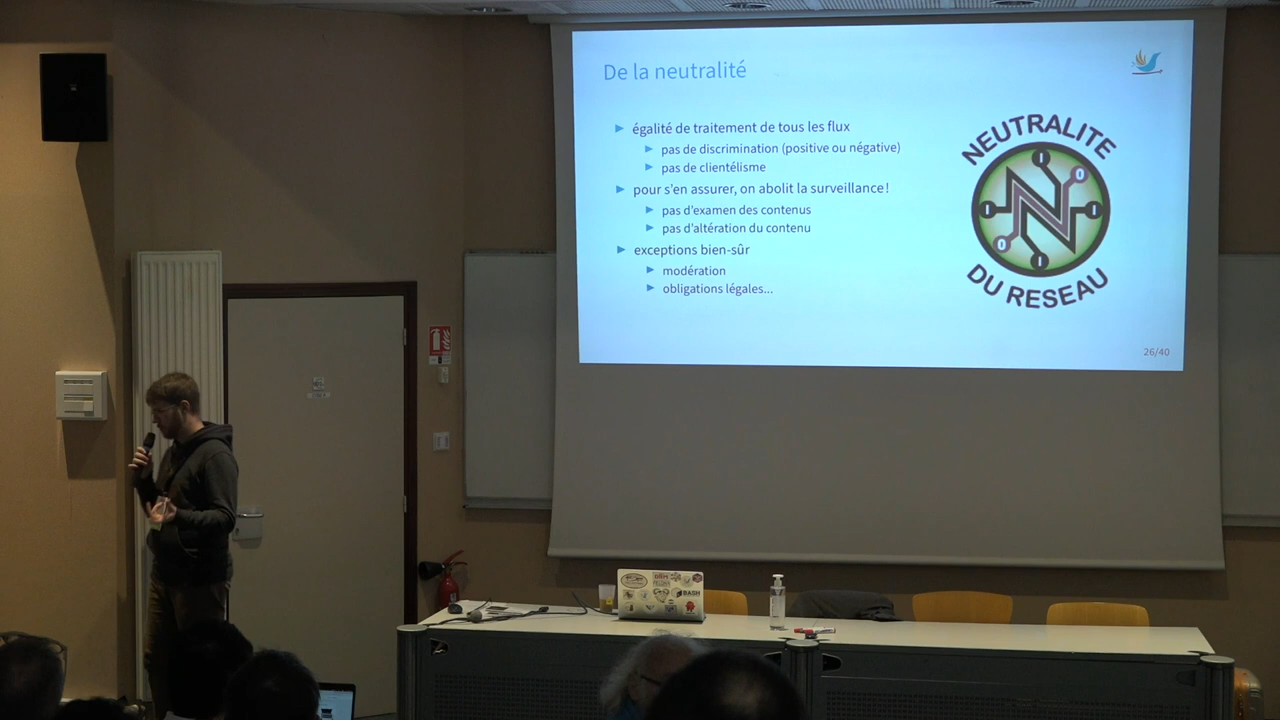 De la neutralité
égalité de traitement de tous les flux
pas de discrimination (positive ou négative)
pas de clientélisme
pour s'en assurer, on abolit la surveillance!
pas d'examen des contenus
pas d'altération du contenu
exceptions bien-sûr
modération
obligations légales...
NEUTRALITE
DU RESEAU
26/40
BASH